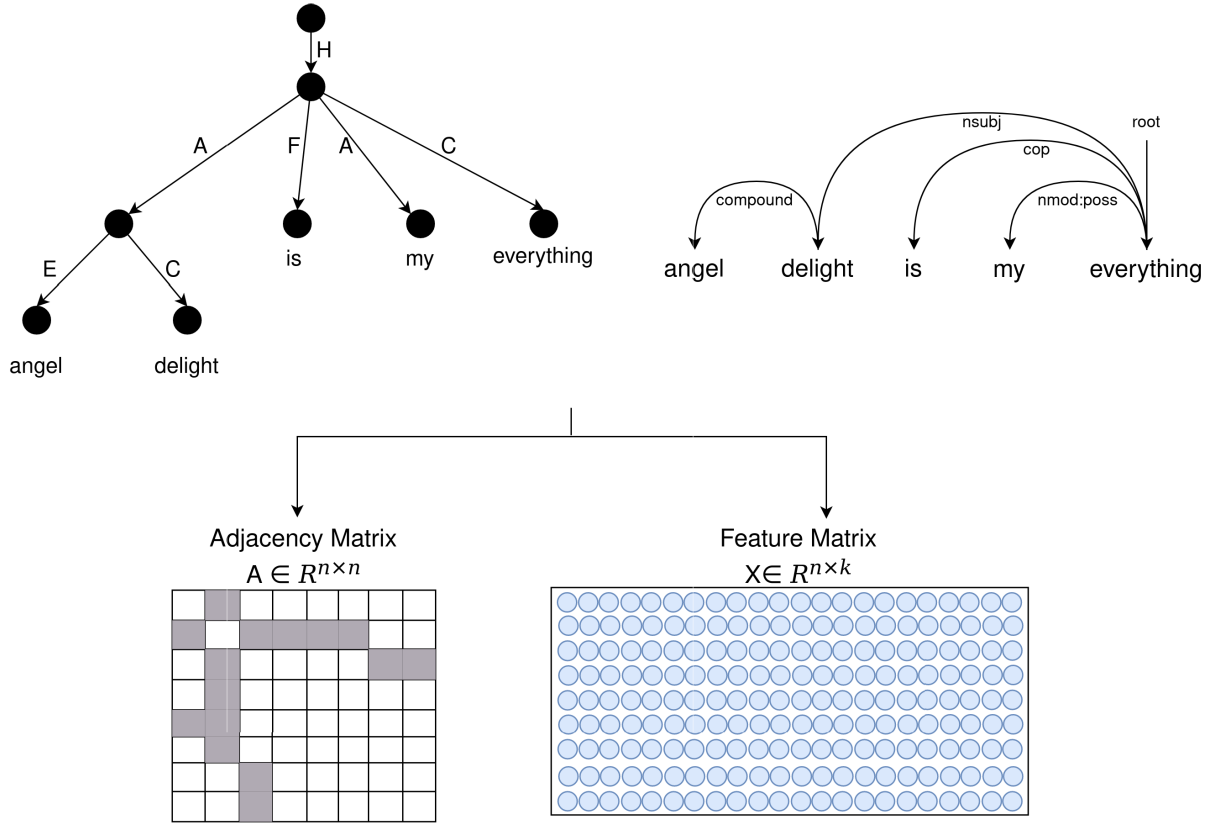 H
A
F
A
C
E
C
is
my
everything
angel
delight
nsubj
root
cop
compound
nmod:poss
angel delight is my everything
Adjacency Matrix
A ∈ R^{n×n}
Feature Matrix
X∈ R^{n×k}